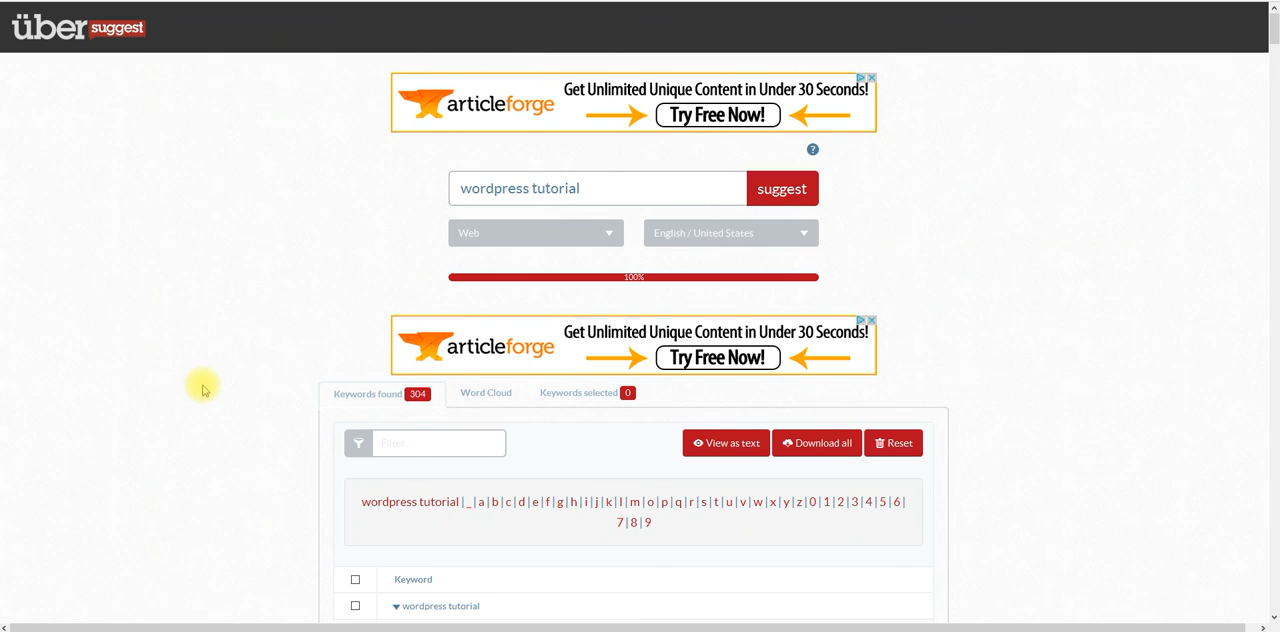 über suggest
articleforge
Get Unlimited Unique Content in Under 30 Seconds!
Try Free Now!
?
wordpress tutorial
suggest
Web
English / United States
100%
articleforge
Get Unlimited Unique Content in Under 30 Seconds!
Try Free Now!
Keywords found 304
Word Cloud
Keywords selected 0
Filter...
View as text
Download all
Reset
wordpress tutorial | _ | a | b | c | d | e | f | g | h | i | j | k | l | m | o | p | q | r | s | t | u | v | w | x | y | z | 0 | 1 | 2 | 3 | 4 | 5 | 6 |
7 | 8 | 9
Keyword
wordpress tutorial